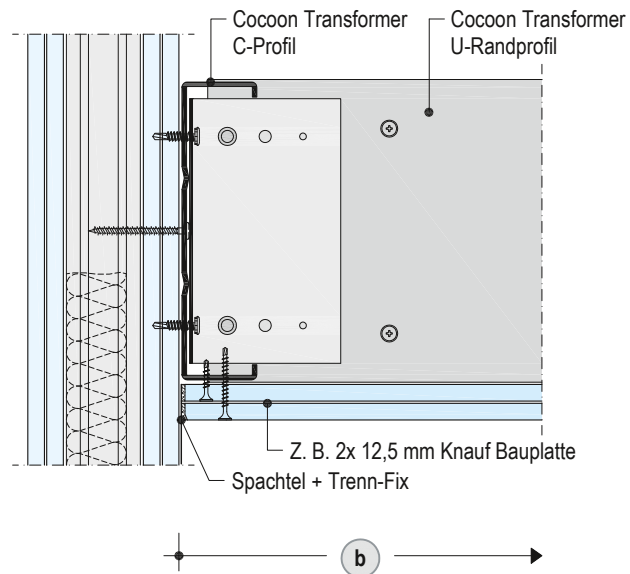 Cocoon Transformer
C-Profil
Cocoon Transformer
U-Randprofil
Z. B. 2x 12,5 mm Knauf Bauplatte
Spachtel + Trenn-Fix
b